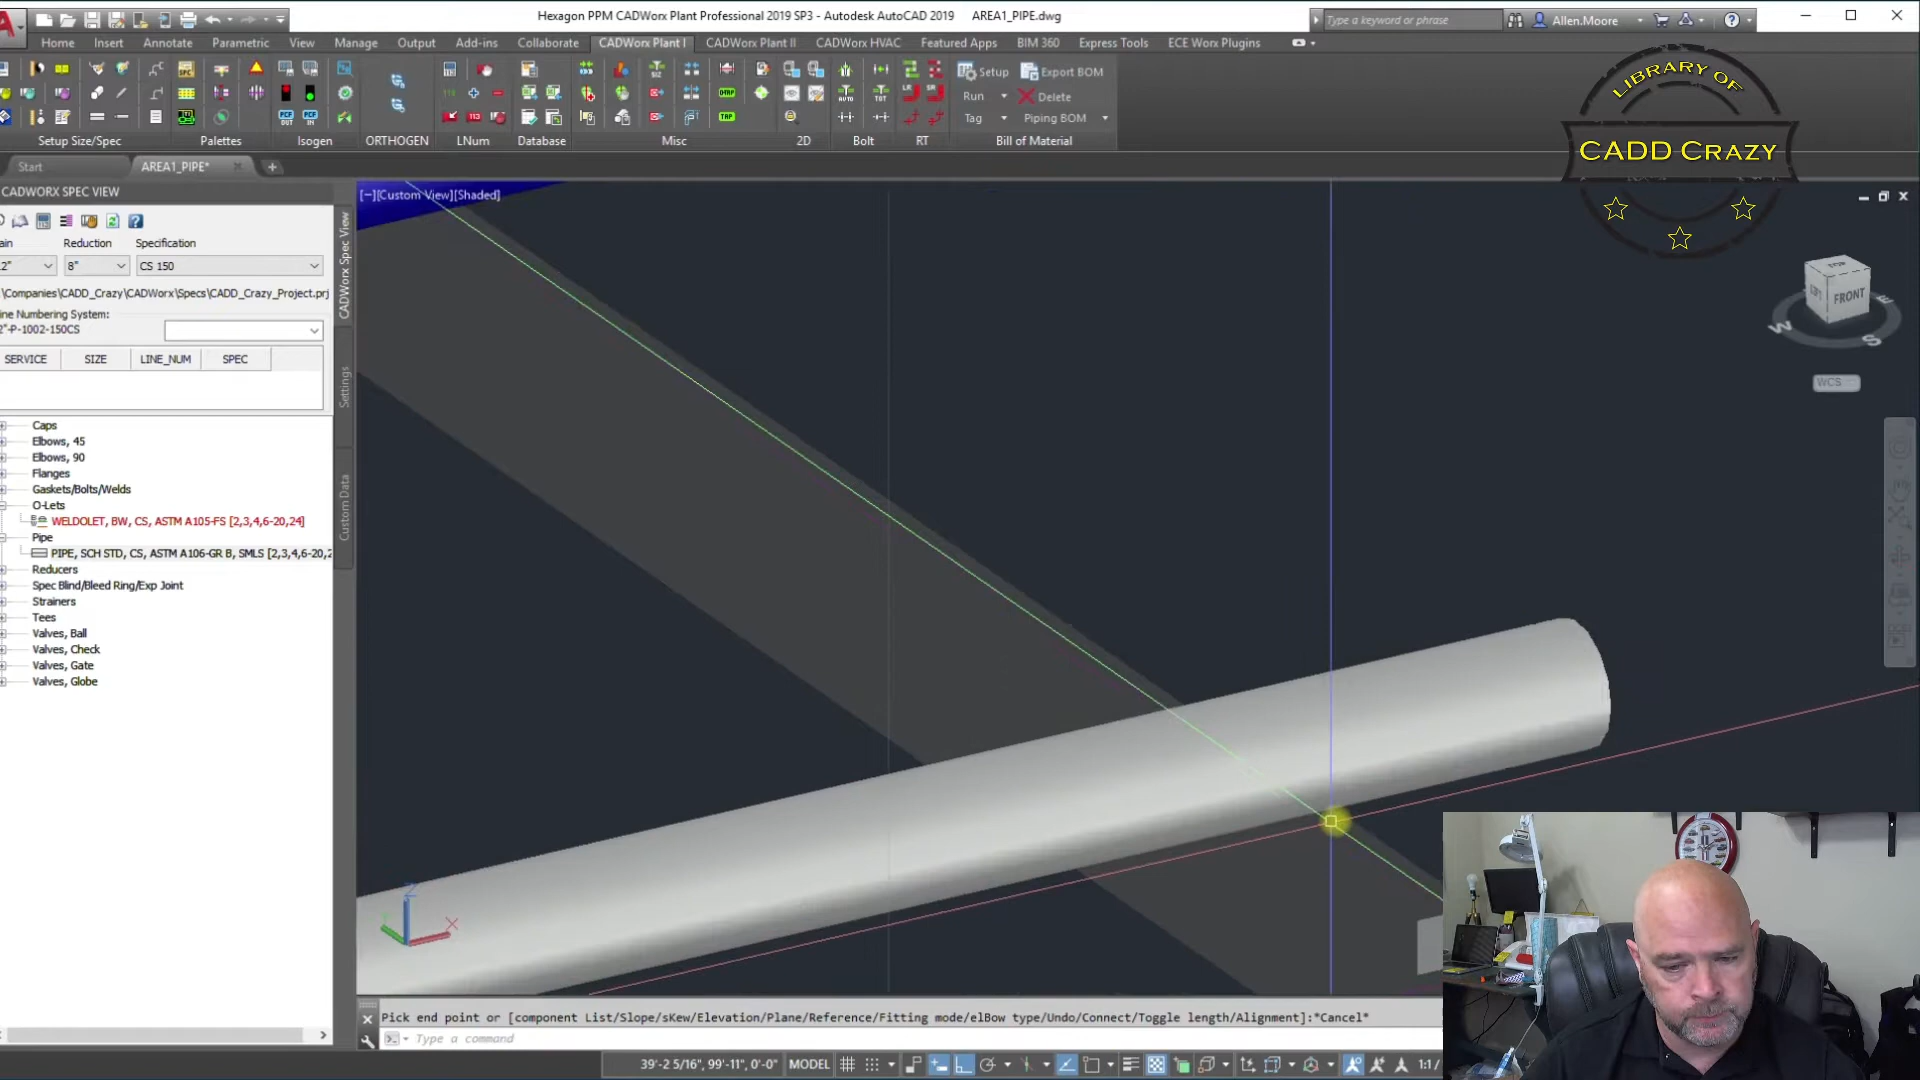 Hexagon PPM CADWorx Plant Professional 2019 SP3 - Autodesk AutoCAD 2019 AREA1_PIPE.dwg
Type a keyword or phrase
Allen.Moore
Home Insert Annotate Parametric View Manage Output Add-ins Collaborate CADWorx Plant I CADWorx Plant II CADWorx HVAC Featured Apps BIM 360 Express Tools ECE Worx Plugins
Setup Export BOM
Run Delete
Tag Piping BOM
Setup Size/Spec Palettes Isogen ORTHOGEN LNum Database Misc 2D Bolt RT Bill of Material
LIBRARY OF
CADD CRAZY
Start AREA1_PIPE*
CADWORX SPEC VIEW
[−][Custom View][Shaded]
ain Reduction Specification
2" 8" CS 150
\Companies\CADD_Crazy\CADWorx\Specs\CADD_Crazy_Project.prj
ine Numbering System:
2"-P-1002-150CS
SERVICE SIZE LINE_NUM SPEC
Caps
Elbows, 45
Elbows, 90
Flanges
Gaskets/Bolts/Welds
O-Lets
WELDOLET, BW, CS, ASTM A105-FS [2,3,4,6-20,24]
Pipe
PIPE, SCH STD, CS, ASTM A106-GR B, SMLS [2,3,4,6-20,2
Reducers
Spec Blind/Bleed Ring/Exp Joint
Strainers
Tees
Valves, Ball
Valves, Check
Valves, Gate
Valves, Globe
CADWorx Spec View
Settings
Custom Data
TOP
FRONT
W
S
E
WCS
Z
X
Pick end point or [component List/Slope/sKew/Elevation/Plane/Reference/Fitting mode/elBow type/Undo/Connect/Toggle length/Alignment]:*Cancel*
Type a command
39'-2 5/16", 99'-11", 0'-0" MODEL 1:1